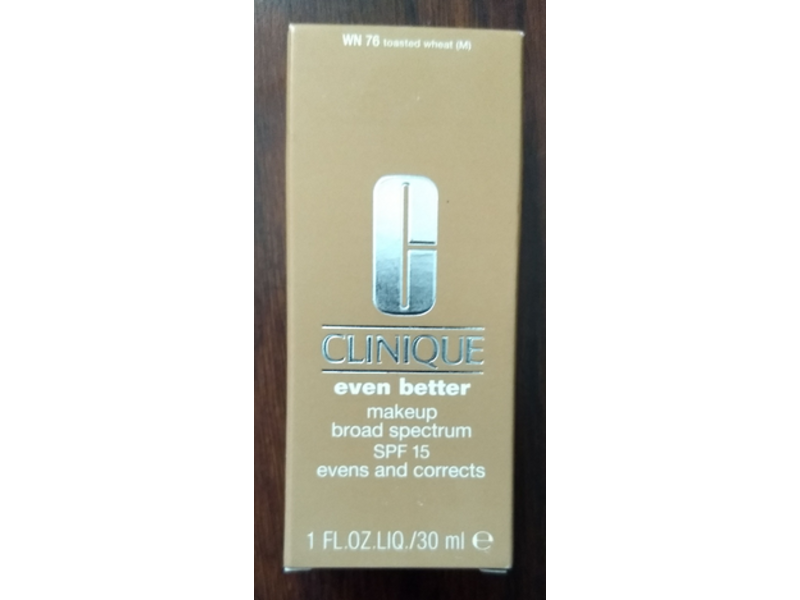 WN 76 toasted wheat (M)
CLINIQUE
even better
makeup
broad spectrum
SPF 15
evens and corrects
1 FL.OZ.LIQ./30 ml ℮